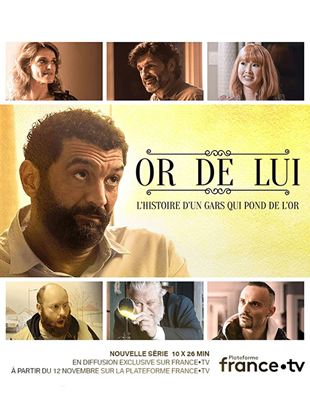 OR DE LUI
L'HISTOIRE D'UN GARS QUI POND DE L'OR
NOUVELLE SÉRIE 10 X 26 MIN
EN DIFFUSION EXCLUSIVE SUR FRANCE•TV
À PARTIR DU 12 NOVEMBRE SUR LA PLATEFORME FRANCE•TV
Plateforme
france•tv